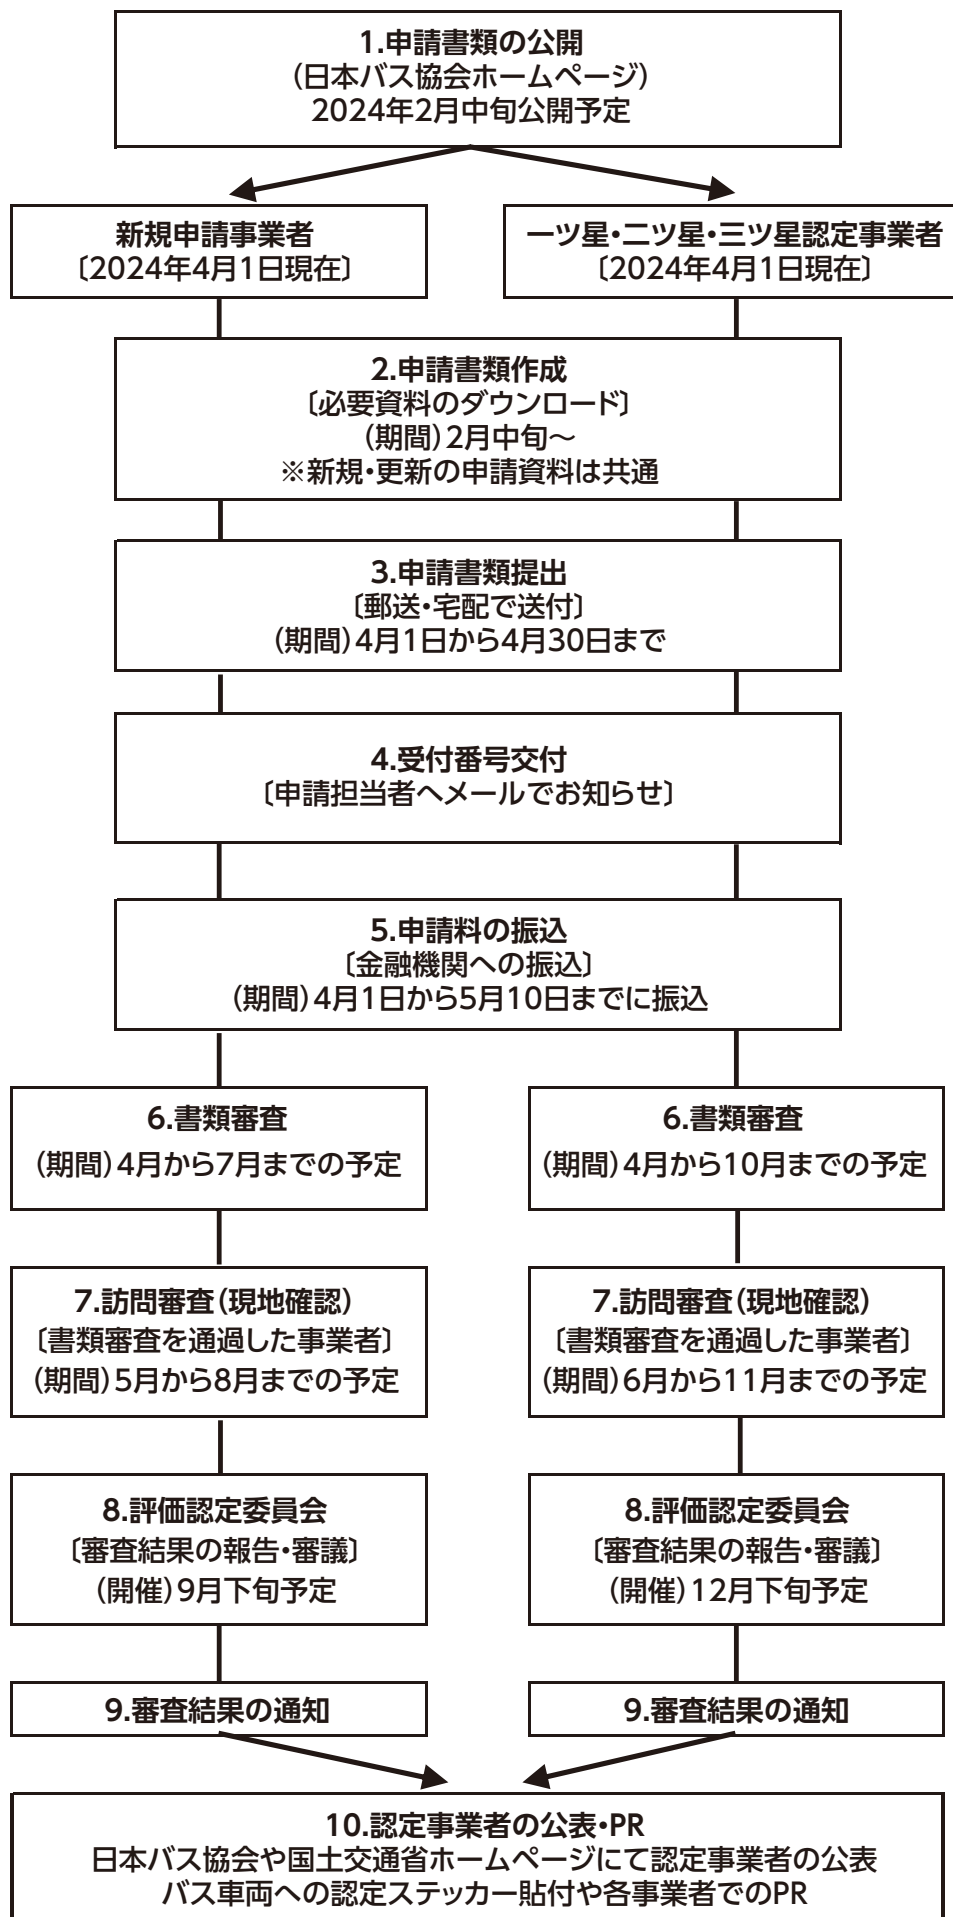 1.申請書類の公開
(日本バス協会ホームページ)
2024年2月中旬公開予定
新規申請事業者
〔2024年4月1日現在〕
一ツ星・二ツ星・三ツ星認定事業者
〔2024年4月1日現在〕
2.申請書類作成
〔必要資料のダウンロード〕
(期間)2月中旬～
※新規・更新の申請資料は共通
3.申請書類提出
〔郵送・宅配で送付〕
(期間)4月1日から4月30日まで
4.受付番号交付
〔申請担当者へメールでお知らせ〕
5.申請料の振込
〔金融機関への振込〕
(期間)4月1日から5月10日までに振込
6.書類審査
(期間)4月から7月までの予定
7.訪問審査(現地確認)
〔書類審査を通過した事業者〕
(期間)5月から8月までの予定
8.評価認定委員会
〔審査結果の報告・審議〕
(開催)9月下旬予定
9.審査結果の通知
6.書類審査
(期間)4月から10月までの予定
7.訪問審査(現地確認)
〔書類審査を通過した事業者〕
(期間)6月から11月までの予定
8.評価認定委員会
〔審査結果の報告・審議〕
(開催)12月下旬予定
9.審査結果の通知
10.認定事業者の公表・PR
日本バス協会や国土交通省ホームページにて認定事業者の公表
バス車両への認定ステッカー貼付や各事業者でのPR